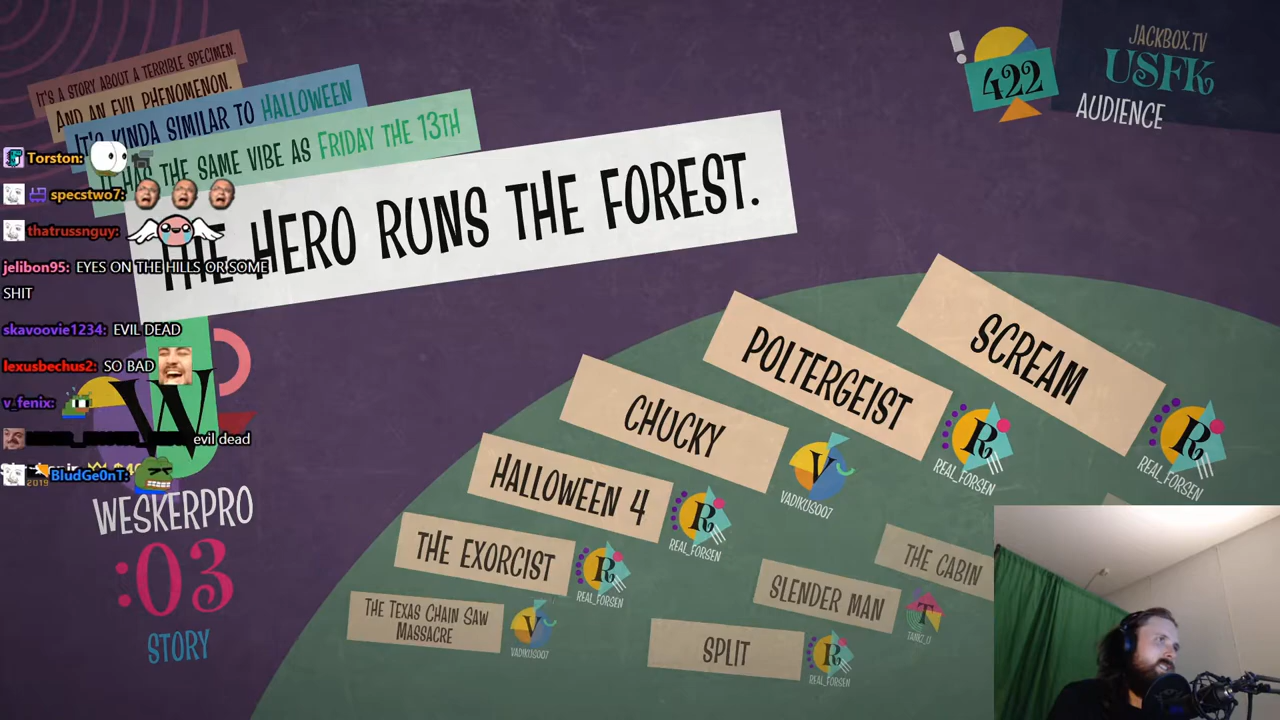 IT'S A STORY ABOUT A TERRIBLE SPECIMEN.
AND AN EVIL PHENOMENON.
IT'S KINDA SIMILAR TO HALLOWEEN
HAS THE SAME VIBE AS FRIDAY THE 13TH
THE HERO RUNS THE FOREST.
422
AUDIENCE
JACKBOX.TV
USFK
Torston:
specstwo7:
thatrussnguy:
jelibon95: EYES ON THE HILLS OR SOME
SHIT
skavoovie1234: EVIL DEAD
lexusbechus2: SO BAD
v_fenix:
evil dead
2019 BludGe0nT:
W
WESKERPRO
:03
STORY
SCREAM
R
REAL_FORSEN
POLTERGEIST
R
REAL_FORSEN
CHUCKY
V
VADIKUS007
HALLOWEEN 4
R
REAL_FORSEN
THE EXORCIST
R
REAL_FORSEN
THE TEXAS CHAIN SAW
MASSACRE
V
VADIKUS007
THE CABIN
SLENDER MAN
T
SPLIT
R
REAL_FORSEN